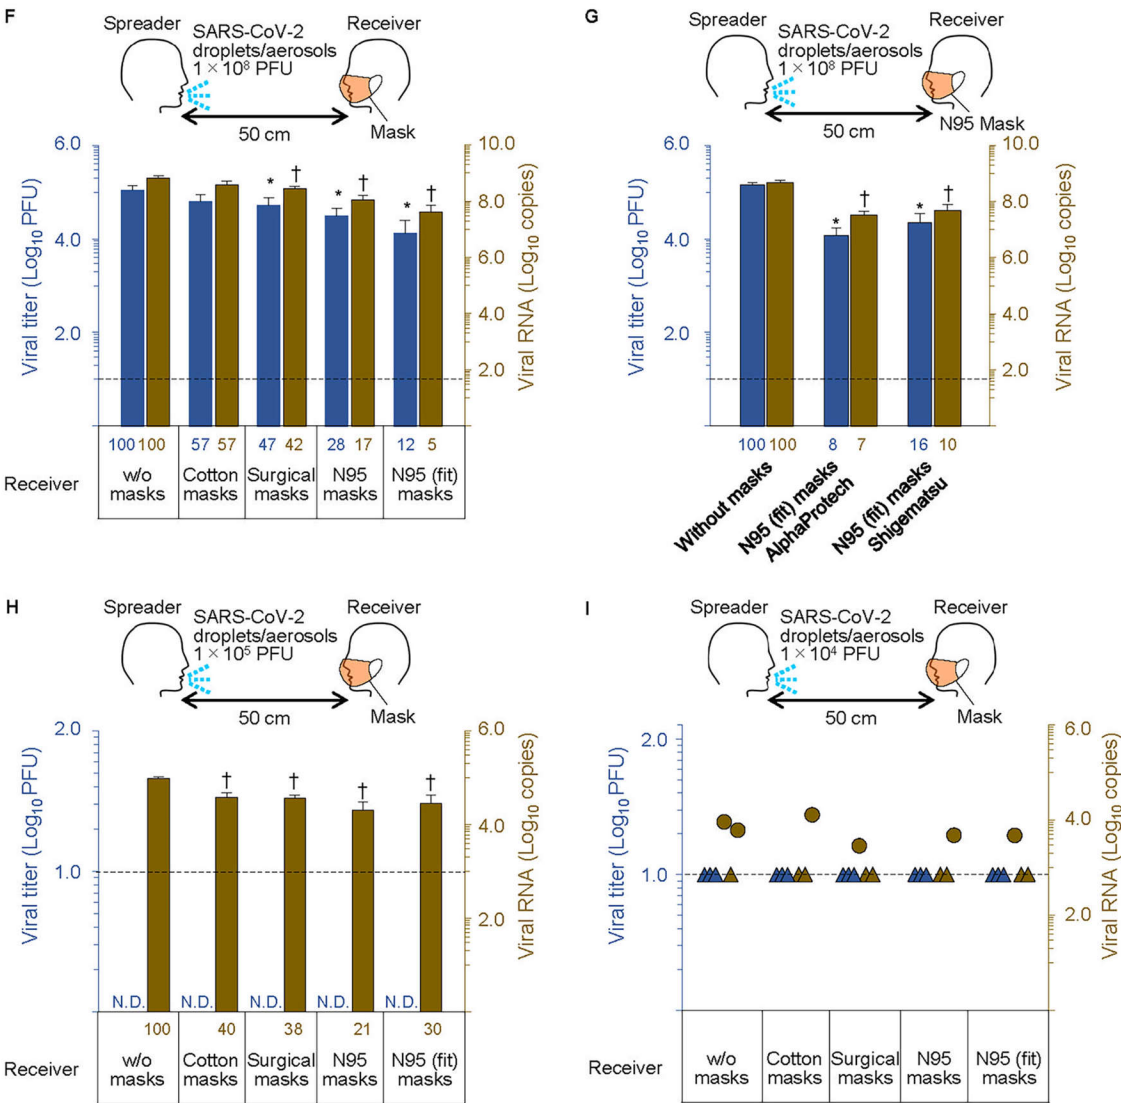 F
Spreader
SARS-CoV-2
droplets/aerosols
1 × 10⁸ PFU
Receiver
50 cm
Mask
Viral titer (Log₁₀ PFU)
6.0
4.0
2.0
Viral RNA (Log₁₀ copies)
10.0
8.0
6.0
4.0
2.0
* † * † * †
100 100 57 57 47 42 28 17 12 5
Receiver
w/o masks
Cotton masks
Surgical masks
N95 masks
N95 (fit) masks
G
Spreader
SARS-CoV-2
droplets/aerosols
1 × 10⁸ PFU
Receiver
50 cm
N95 Mask
Viral titer (Log₁₀ PFU)
6.0
4.0
2.0
Viral RNA (Log₁₀ copies)
10.0
8.0
6.0
4.0
2.0
* † * †
100 100 8 7 16 10
Without masks
N95 (fit) masks
AlphaProtech
N95 (fit) masks
Shigematsu
H
Spreader
SARS-CoV-2
droplets/aerosols
1 × 10⁵ PFU
Receiver
50 cm
Mask
Viral titer (Log₁₀ PFU)
2.0
1.0
Viral RNA (Log₁₀ copies)
6.0
4.0
2.0
† † † †
N.D. N.D. N.D. N.D. N.D.
100 40 38 21 30
Receiver
w/o masks
Cotton masks
Surgical masks
N95 masks
N95 (fit) masks
I
Spreader
SARS-CoV-2
droplets/aerosols
1 × 10⁴ PFU
Receiver
50 cm
Mask
Viral titer (Log₁₀ PFU)
2.0
1.0
Viral RNA (Log₁₀ copies)
6.0
4.0
2.0
Receiver
w/o masks
Cotton masks
Surgical masks
N95 masks
N95 (fit) masks